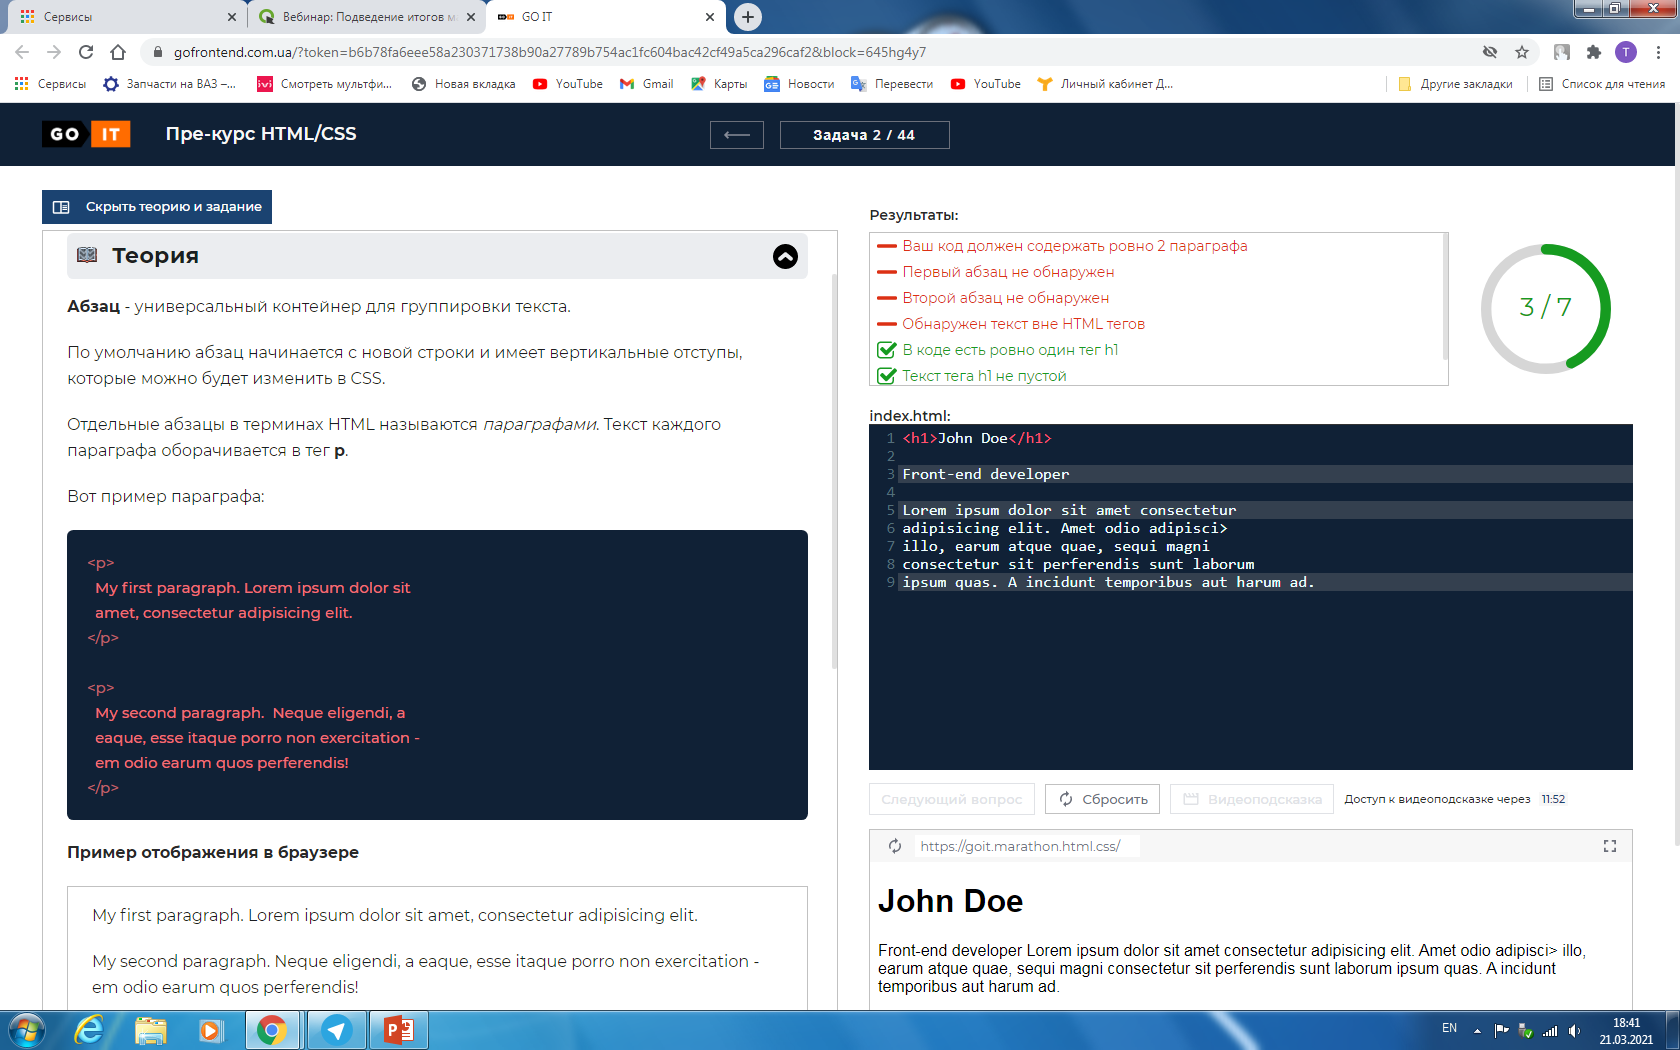 Сервисы
Вебинар: Подведение итогов м
GO IT
gofrontend.com.ua/?token=b6b78fa6eee58a230371738b90a27789b754ac1fc604bac42cf49a5ca296caf2&block=645hg4y7
T
Сервисы
Запчасти на ВАЗ –...
ivi
Смотреть мультфи...
Новая вкладка
YouTube
Gmail
Карты
Новости
Перевести
YouTube
Личный кабинет Д...
Другие закладки
Список для чтения
GO IT
Пре-курс HTML/CSS
Задача 2 / 44
Скрыть теорию и задание
Теория
Абзац - универсальный контейнер для группировки текста.
По умолчанию абзац начинается с новой строки и имеет вертикальные отступы,
которые можно будет изменить в CSS.
Отдельные абзацы в терминах HTML называются параграфами. Текст каждого
параграфа оборачивается в тег p.
Вот пример параграфа:
<p>
My first paragraph. Lorem ipsum dolor sit
amet, consectetur adipisicing elit.
</p>
<p>
My second paragraph.  Neque eligendi, a
eaque, esse itaque porro non exercitation -
em odio earum quos perferendis!
</p>
Пример отображения в браузере
My first paragraph. Lorem ipsum dolor sit amet, consectetur adipisicing elit.
My second paragraph. Neque eligendi, a eaque, esse itaque porro non exercitation -
em odio earum quos perferendis!
Результаты:
Ваш код должен содержать ровно 2 параграфа
Первый абзац не обнаружен
Второй абзац не обнаружен
Обнаружен текст вне HTML тегов
В коде есть ровно один тег h1
Текст тега h1 не пустой
3 / 7
index.html:
1 <h1>John Doe</h1>
2
3 Front-end developer
4
5 Lorem ipsum dolor sit amet consectetur
6 adipisicing elit. Amet odio adipisci>
7 illo, earum atque quae, sequi magni
8 consectetur sit perferendis sunt laborum
9 ipsum quas. A incidunt temporibus aut harum ad.
Следующий вопрос
Сбросить
Видеоподсказка
Доступ к видеоподсказке через 11:52
https://goit.marathon.html.css/
John Doe
Front-end developer Lorem ipsum dolor sit amet consectetur adipisicing elit. Amet odio adipisci> illo,
earum atque quae, sequi magni consectetur sit perferendis sunt laborum ipsum quas. A incidunt
temporibus aut harum ad.
EN
18:41
21.03.2021